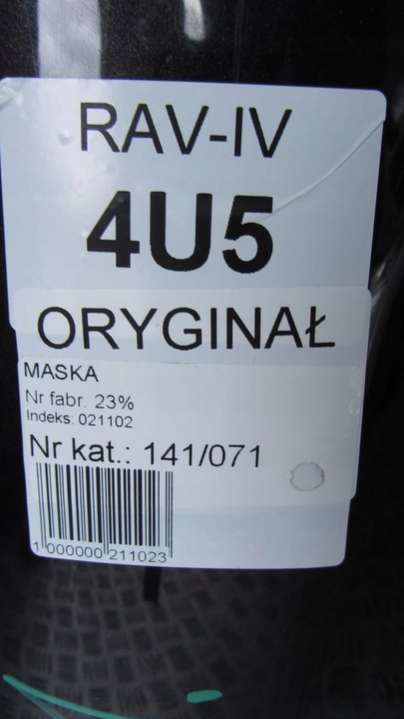 RAV-IV
4U5
ORYGINAŁ
MASKA
Nr fabr. 23%
Indeks: 021102
Nr kat.: 141/071
1 000000 211023